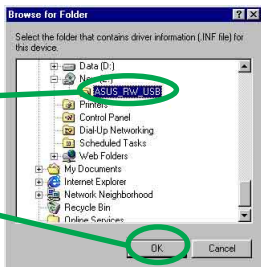 Browse for Folder
Select the folder that contains driver information (.INF file) for
this device.
Data (D:)
New (E:)
ASUS_RW_USB
Printers
Control Panel
Dial-Up Networking
Scheduled Tasks
Web Folders
My Documents
Internet Explorer
Network Neighborhood
Recycle Bin
Online Services
OK
Cancel